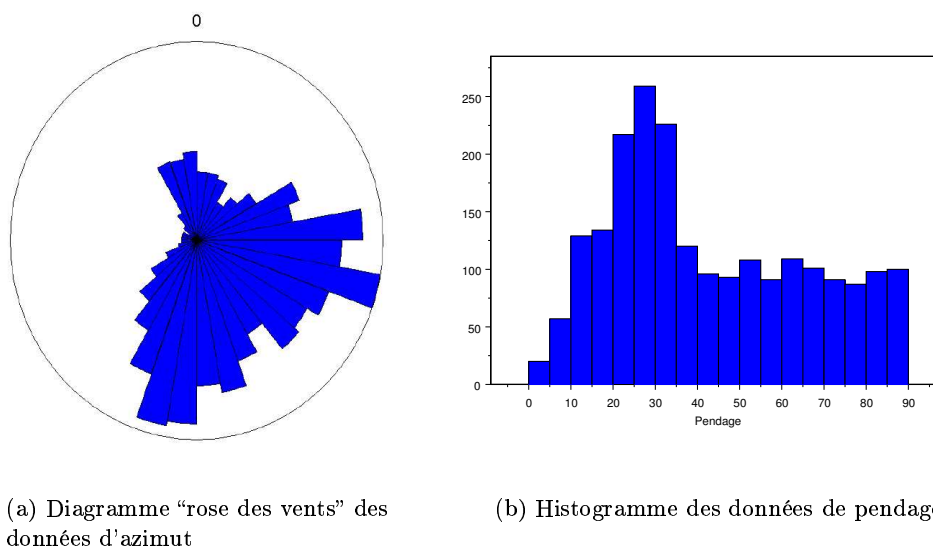 0
250
200
150
100
50
0
0 10 20 30 40 50 60 70 80 90
Pendage
(a) Diagramme “rose des vents” des
données d'azimut
(b) Histogramme des données de pendage